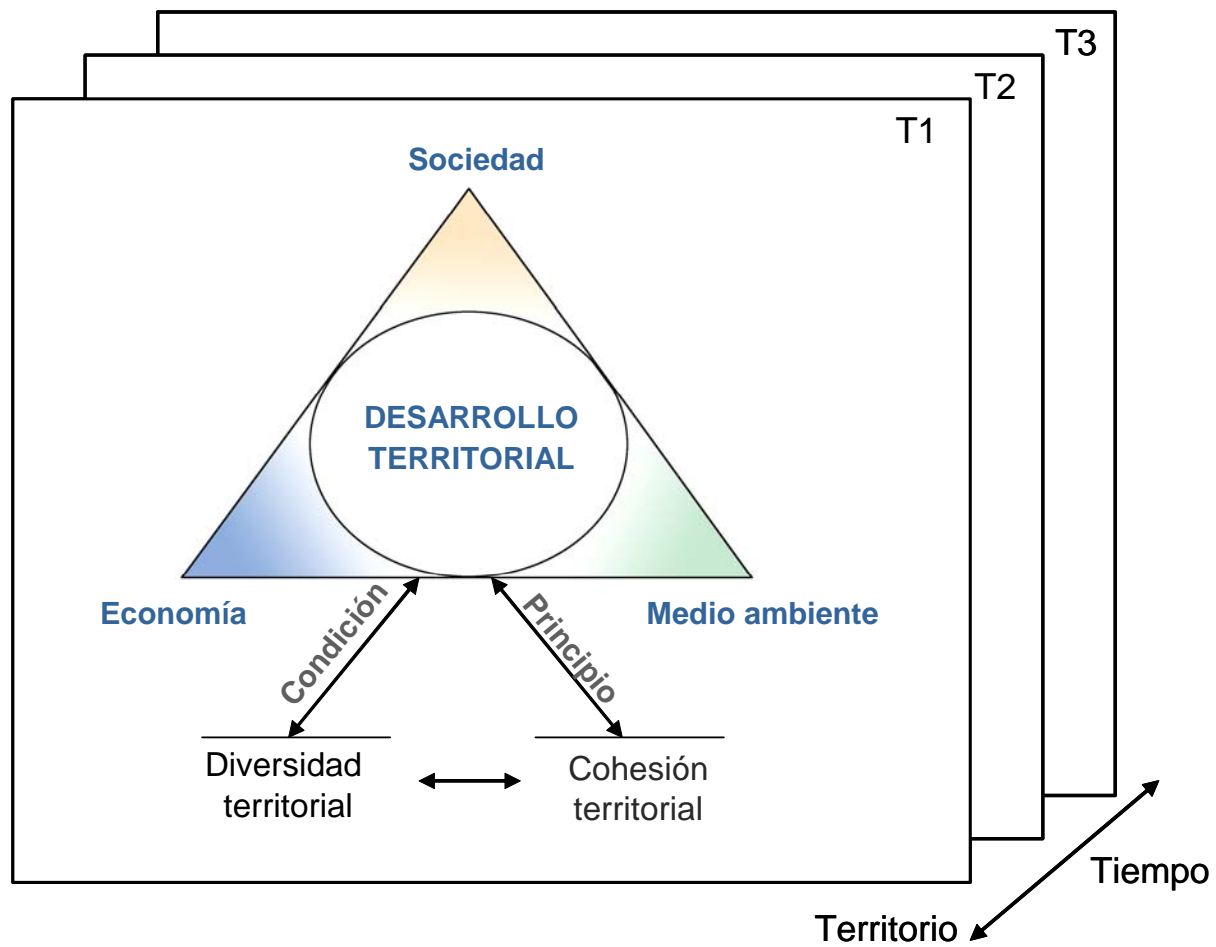 T3
T2
T1
Sociedad
DESARROLLO
TERRITORIAL
Economía
Medio ambiente
Condición
Principio
Diversidad
territorial
Cohesión
territorial
Tiempo
Territorio